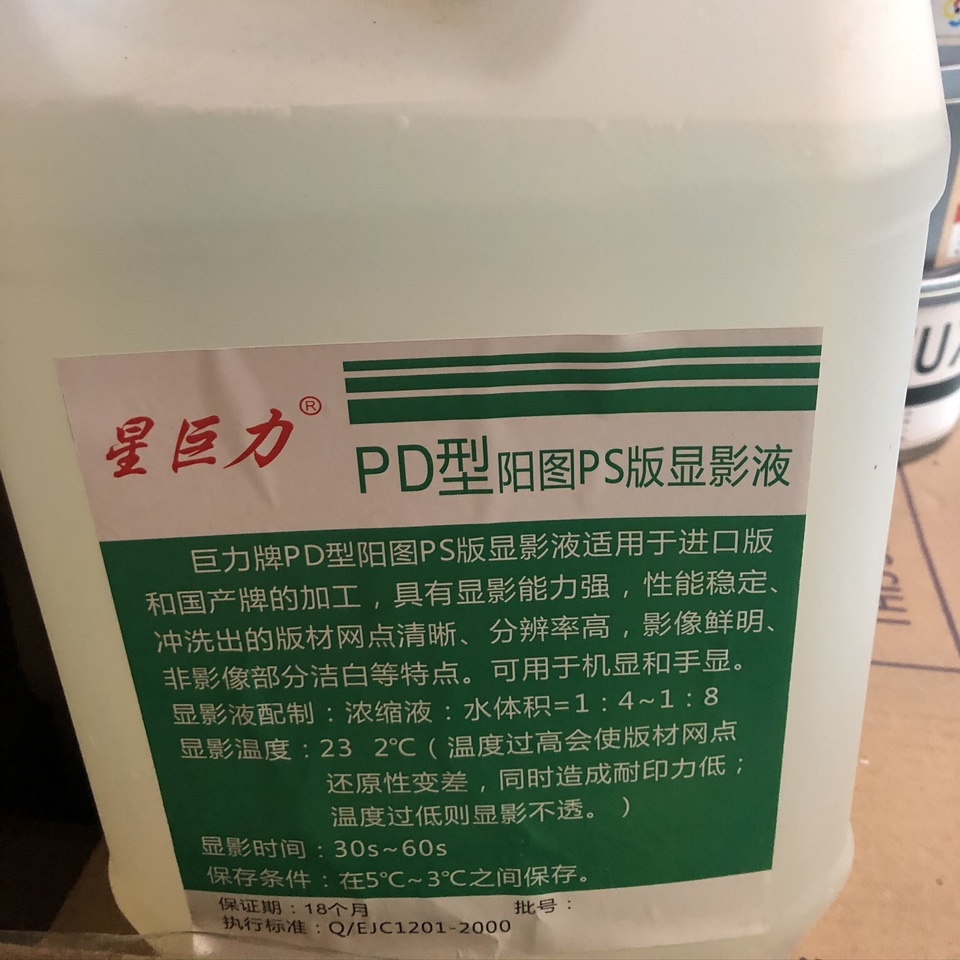 星巨力®
PD型阳图PS版显影液
巨力牌PD型阳图PS版显影液适用于进口版
和国产牌的加工，具有显影能力强，性能稳定、
冲洗出的版材网点清晰、分辨率高，影像鲜明、
非影像部分洁白等特点。可用于机显和手显。
显影液配制：浓缩液：水体积=1：4~1：8
显影温度：23 2℃（温度过高会使版材网点
还原性变差，同时造成耐印力低；
温度过低则显影不透。）
显影时间：30s~60s
保存条件：在5℃~3℃之间保存。
保证期：18个月 批号：
执行标准：Q/EJC1201-2000